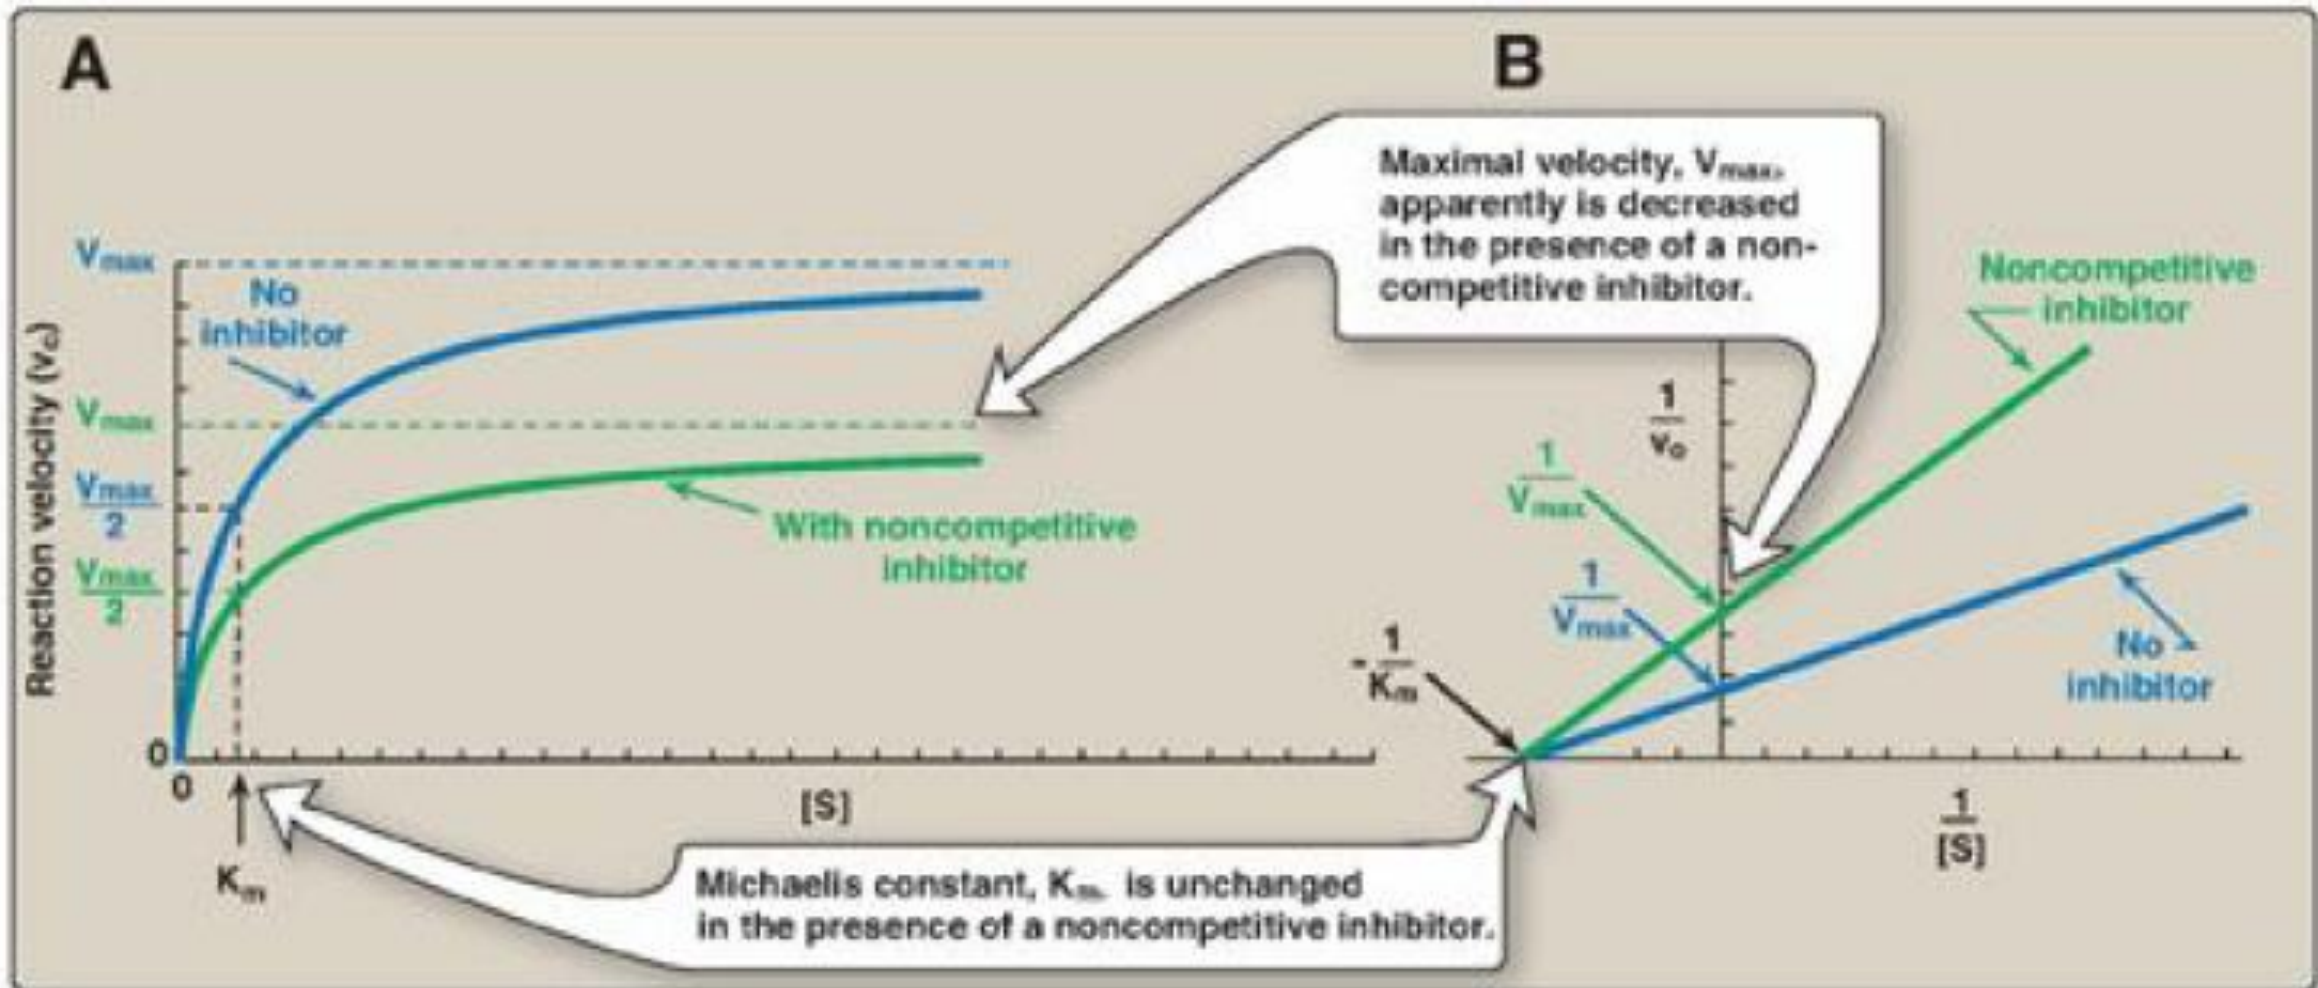 A
B
Maximal velocity, Vmax,
apparently is decreased
in the presence of a non-
competitive inhibitor.
Reaction velocity (vo)
Vmax
No
inhibitor
Vmax
Vmax
2
Vmax
2
With noncompetitive
inhibitor
0
0
Km
[S]
Noncompetitive
inhibitor
1
vo
1
Vmax
1
Vmax
- 1
Km
No
inhibitor
1
[S]
Michaelis constant, Km, is unchanged
in the presence of a noncompetitive inhibitor.